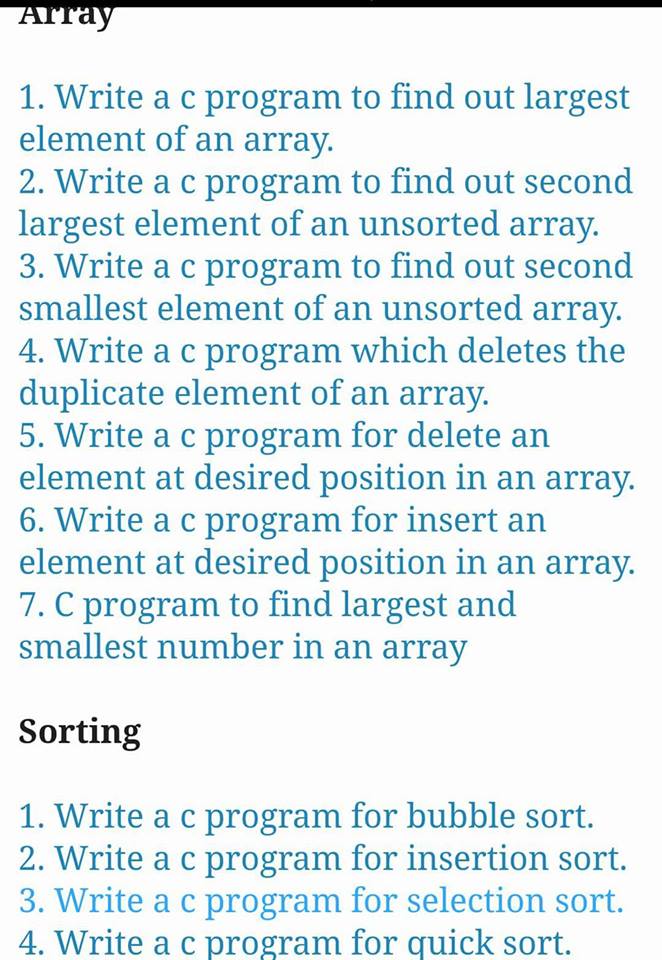 Array
1. Write a c program to find out largest
element of an array.
2. Write a c program to find out second
largest element of an unsorted array.
3. Write a c program to find out second
smallest element of an unsorted array.
4. Write a c program which deletes the
duplicate element of an array.
5. Write a c program for delete an
element at desired position in an array.
6. Write a c program for insert an
element at desired position in an array.
7. C program to find largest and
smallest number in an array
Sorting
1. Write a c program for bubble sort.
2. Write a c program for insertion sort.
3. Write a c program for selection sort.
4. Write a c program for quick sort.